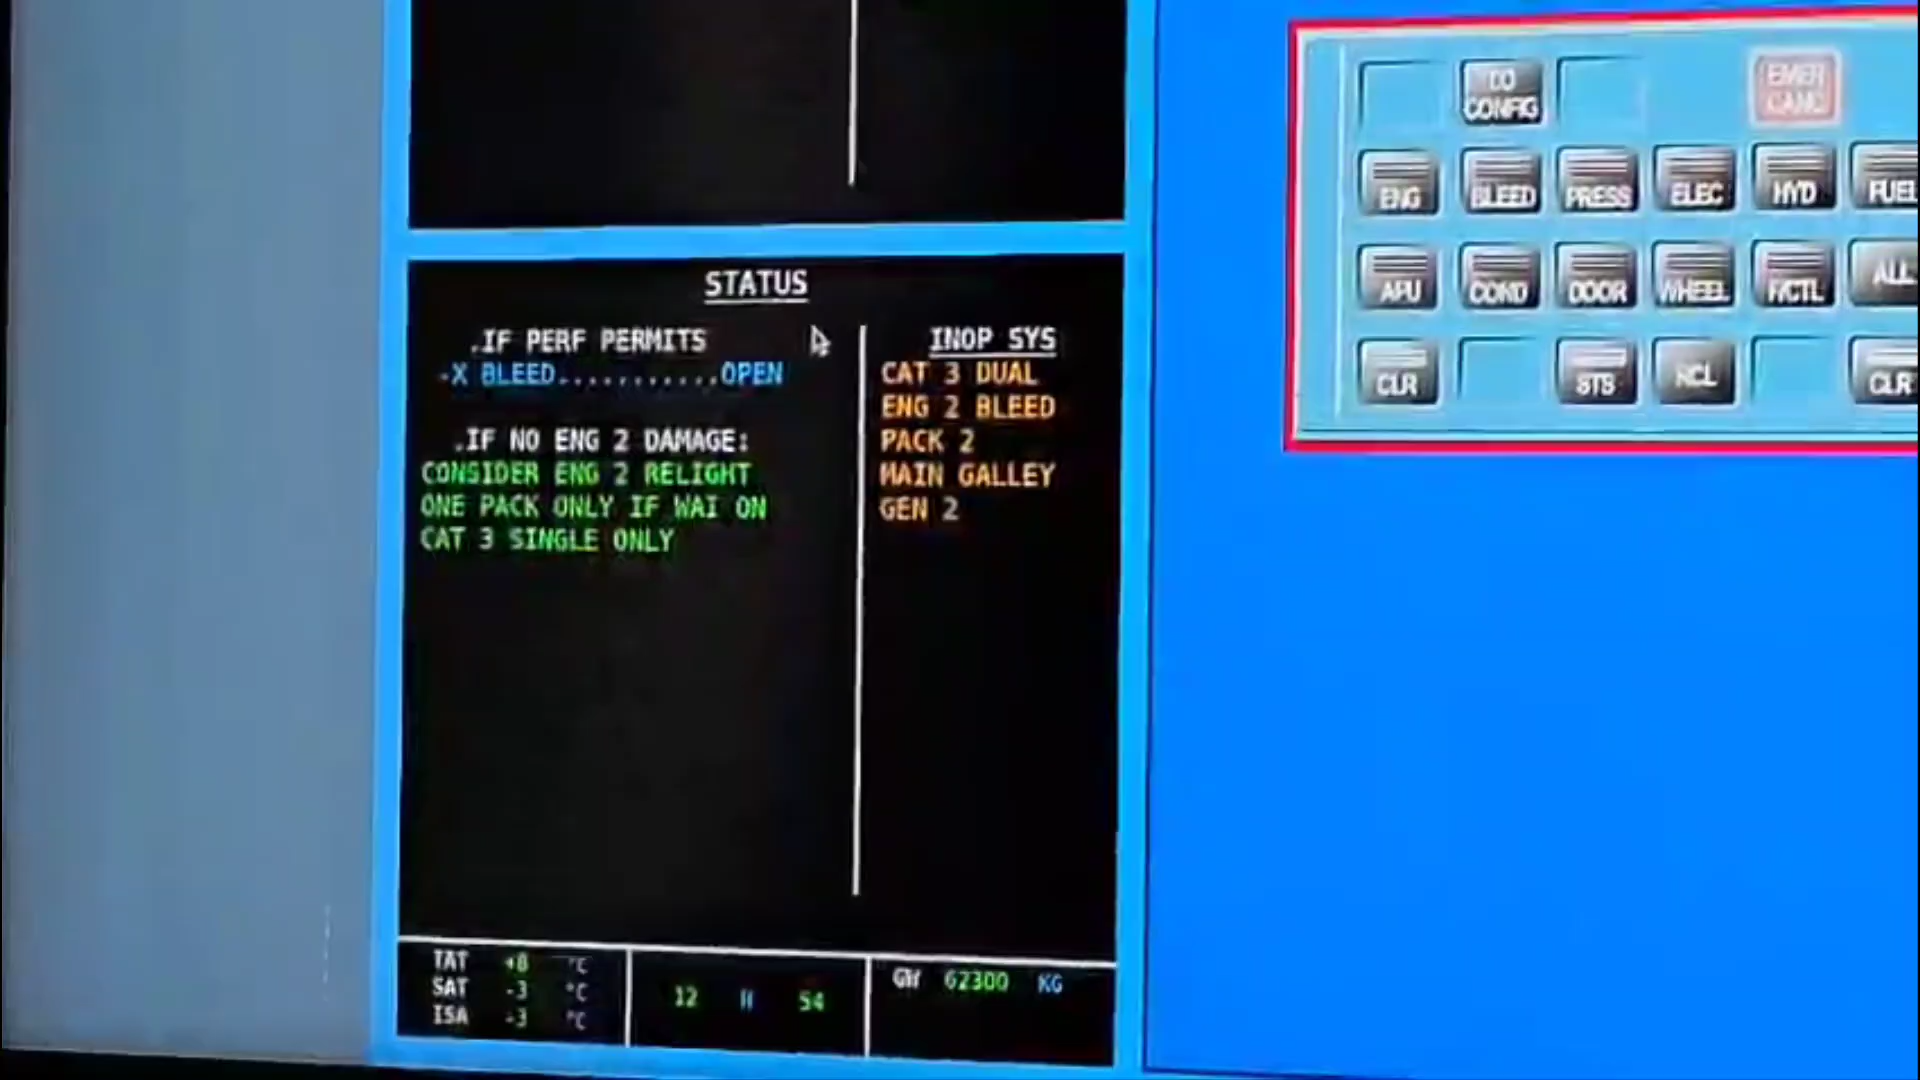 STATUS
.IF PERF PERMITS
-X BLEED...........OPEN
.IF NO ENG 2 DAMAGE:
CONSIDER ENG 2 RELIGHT
ONE PACK ONLY IF WAI ON
CAT 3 SINGLE ONLY
INOP SYS
CAT 3 DUAL
ENG 2 BLEED
PACK 2
MAIN GALLEY
GEN 2
TAT +8 °C
SAT -3 °C
ISA -3 °C
12 H 54
GW 62300 KG
TO CONFIG
EMER CANC
ENG BLEED PRESS ELEC HYD FUEL
APU COND DOOR WHEEL F/CTL ALL
CLR STS RCL CLR